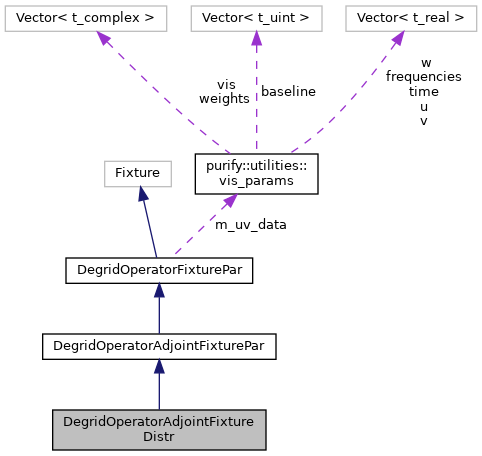 Vector< t_complex >
Vector< t_uint >
Vector< t_real >
vis
weights
baseline
w
frequencies
time
u
v
Fixture
purify::utilities::
vis_params
m_uv_data
DegridOperatorFixturePar
DegridOperatorAdjointFixturePar
DegridOperatorAdjointFixture
Distr